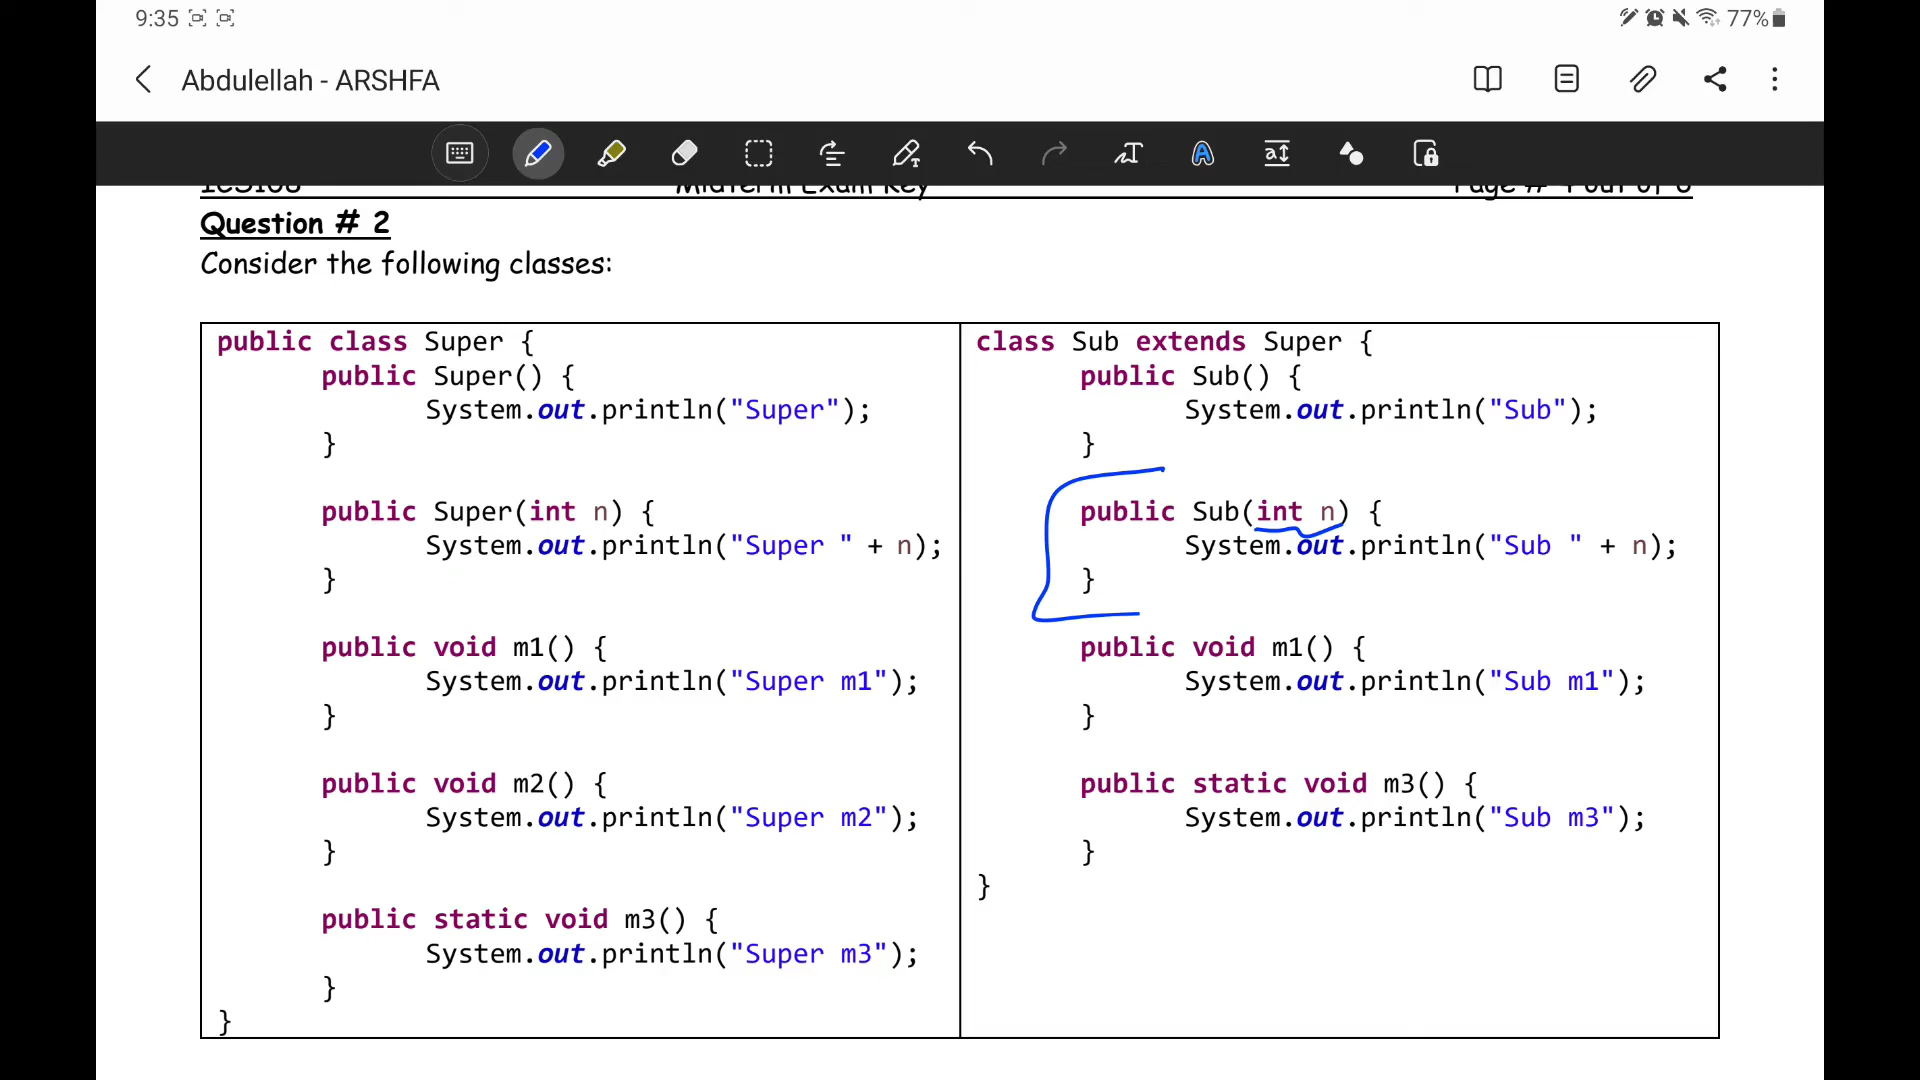 9:35 77%
Abdulellah - ARSHFA
Midterm Exam Key
Question # 2
Consider the following classes:
public class Super {
public Super() {
System.out.println("Super");
}
public Super(int n) {
System.out.println("Super " + n);
}
public void m1() {
System.out.println("Super m1");
}
public void m2() {
System.out.println("Super m2");
}
public static void m3() {
System.out.println("Super m3");
}
}
class Sub extends Super {
public Sub() {
System.out.println("Sub");
}
public Sub(int n) {
System.out.println("Sub " + n);
}
public void m1() {
System.out.println("Sub m1");
}
public static void m3() {
System.out.println("Sub m3");
}
}